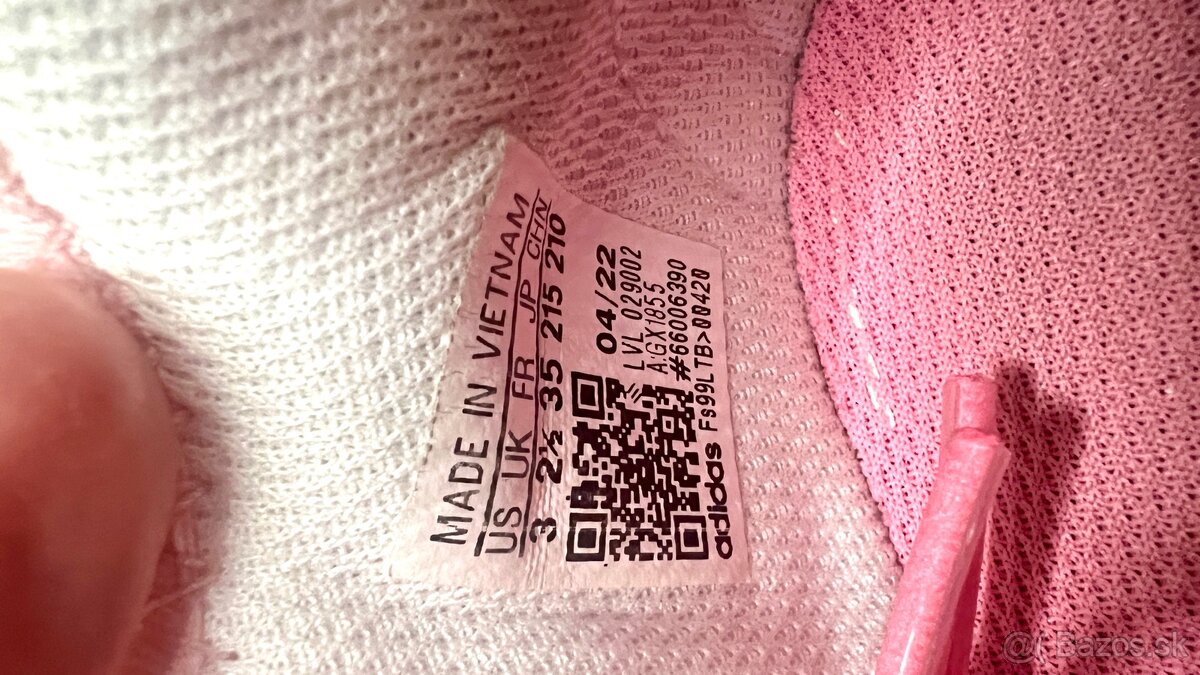 MADE IN VIETNAM
US UK FR JP CHN
3 2½ 35 215 210
04/22
LVL 029002
A:GX1855
#66006390
adidas Fs99LTB>00420
Bazos.sk